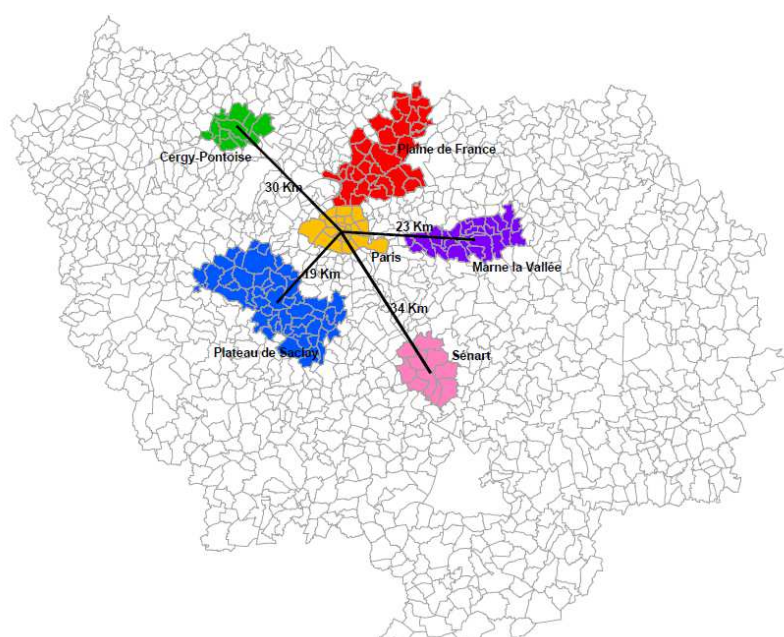 Plaine de France
Cergy-Pontoise
30 Km
23 Km
Paris
Marne la Vallée
19 Km
34 Km
Plateau de Saclay
Sénart